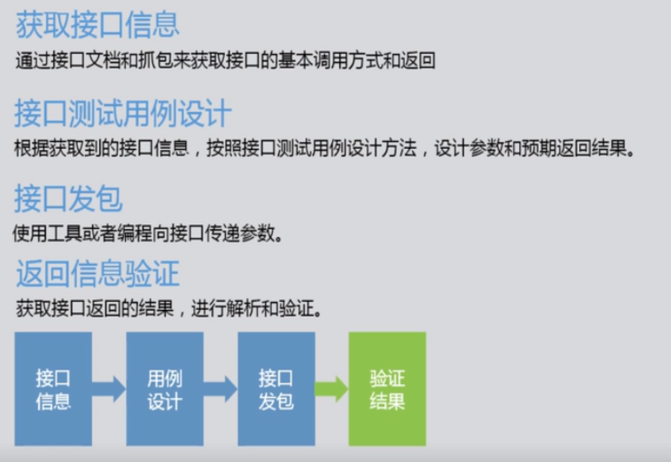 获取接口信息
通过接口文档和抓包来获取接口的基本调用方式和返回
接口测试用例设计
根据获取到的接口信息，按照接口测试用例设计方法，设计参数和预期返回结果。
接口发包
使用工具或者编程向接口传递参数。
返回信息验证
获取接口返回的结果，进行解析和验证。
接口
信息
用例
设计
接口
发包
验证
结果